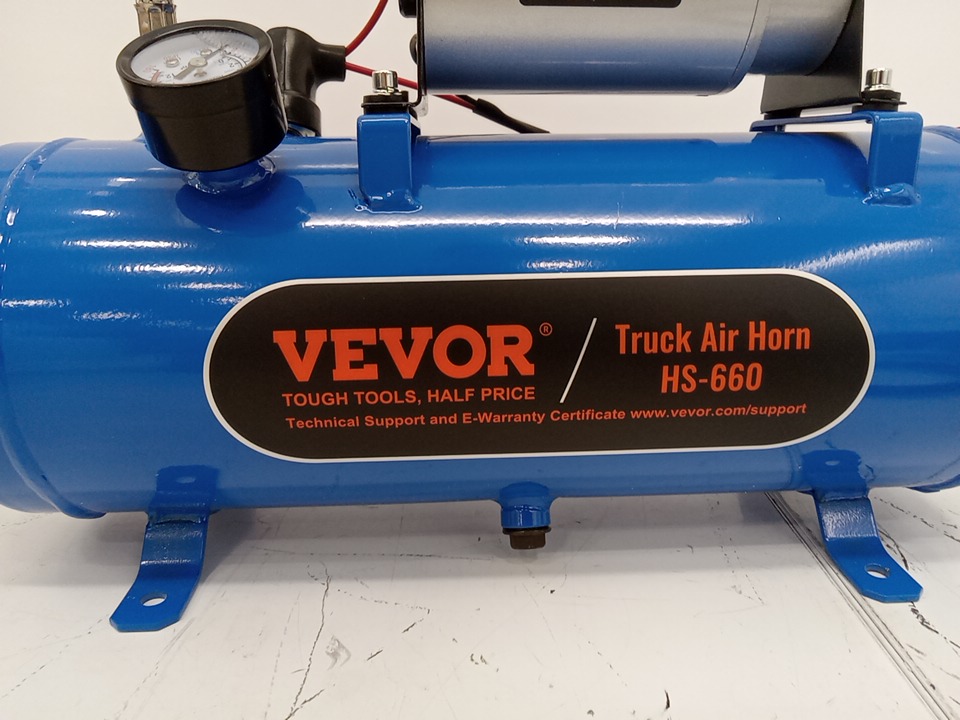 VEVOR® / Truck Air Horn
HS-660
TOUGH TOOLS, HALF PRICE
Technical Support and E-Warranty Certificate www.vevor.com/support